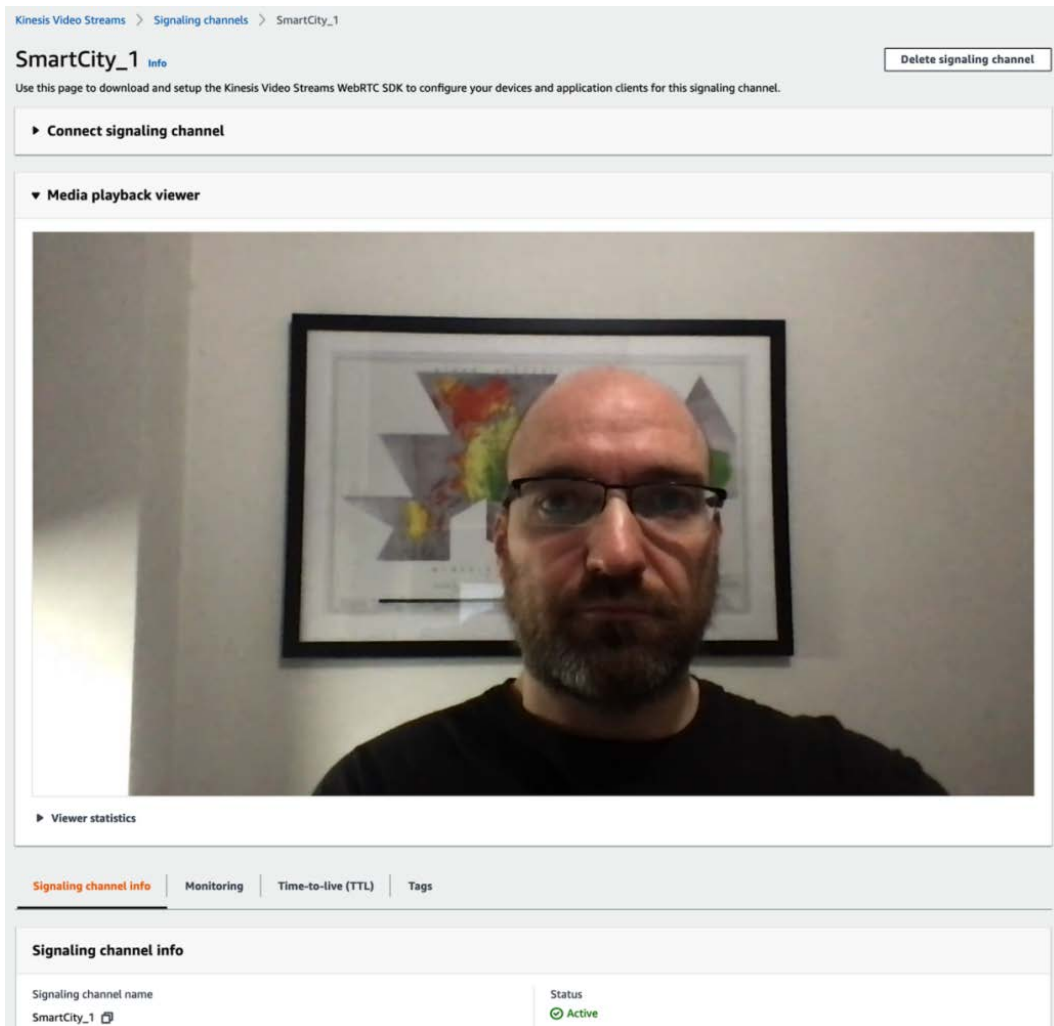 Kinesis Video Streams > Signaling channels > SmartCity_1
SmartCity_1 Info
Delete signaling channel
Use this page to download and setup the Kinesis Video Streams WebRTC SDK to configure your devices and application clients for this signaling channel.
Connect signaling channel
Media playback viewer
Viewer statistics
Signaling channel info
Monitoring
Time-to-live (TTL)
Tags
Signaling channel info
Signaling channel name
SmartCity_1
Status
Active